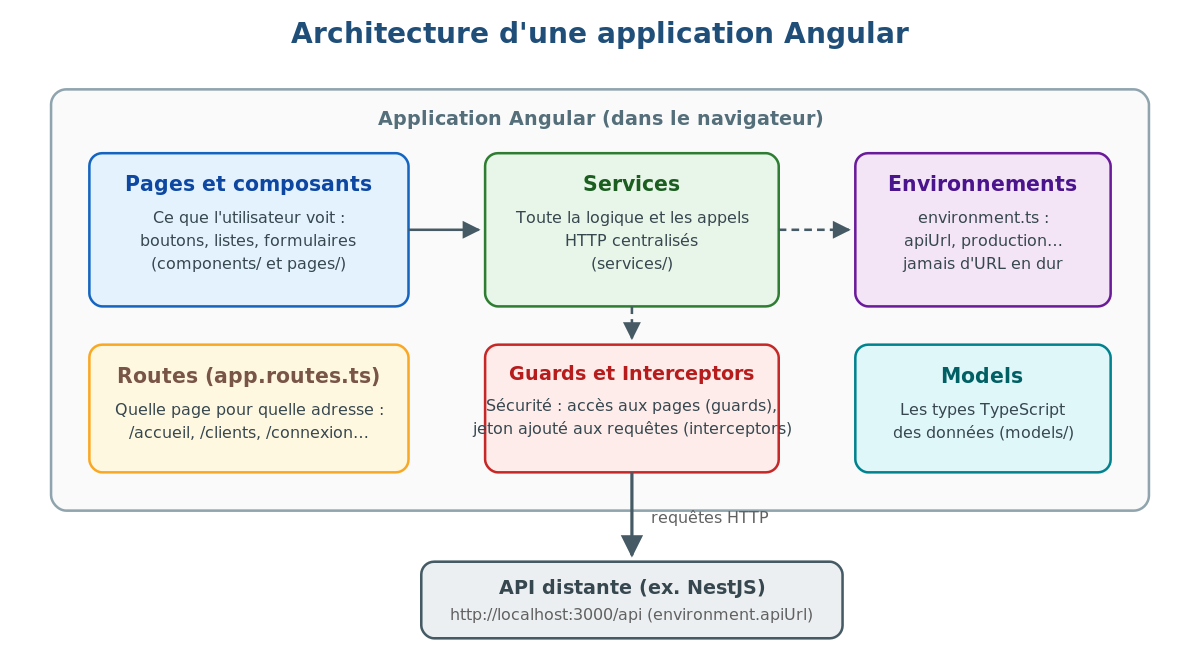 Architecture d'une application Angular
Application Angular (dans le navigateur)
Pages et composants
Ce que l'utilisateur voit :
boutons, listes, formulaires
(components/ et pages/)
Services
Toute la logique et les appels
HTTP centralisés
(services/)
Environnements
environment.ts :
apiUrl, production…
jamais d'URL en dur
Routes (app.routes.ts)
Quelle page pour quelle adresse :
/accueil, /clients, /connexion…
Guards et Interceptors
Sécurité : accès aux pages (guards),
jeton ajouté aux requêtes (interceptors)
Models
Les types TypeScript
des données (models/)
requêtes HTTP
API distante (ex. NestJS)
http://localhost:3000/api (environment.apiUrl)